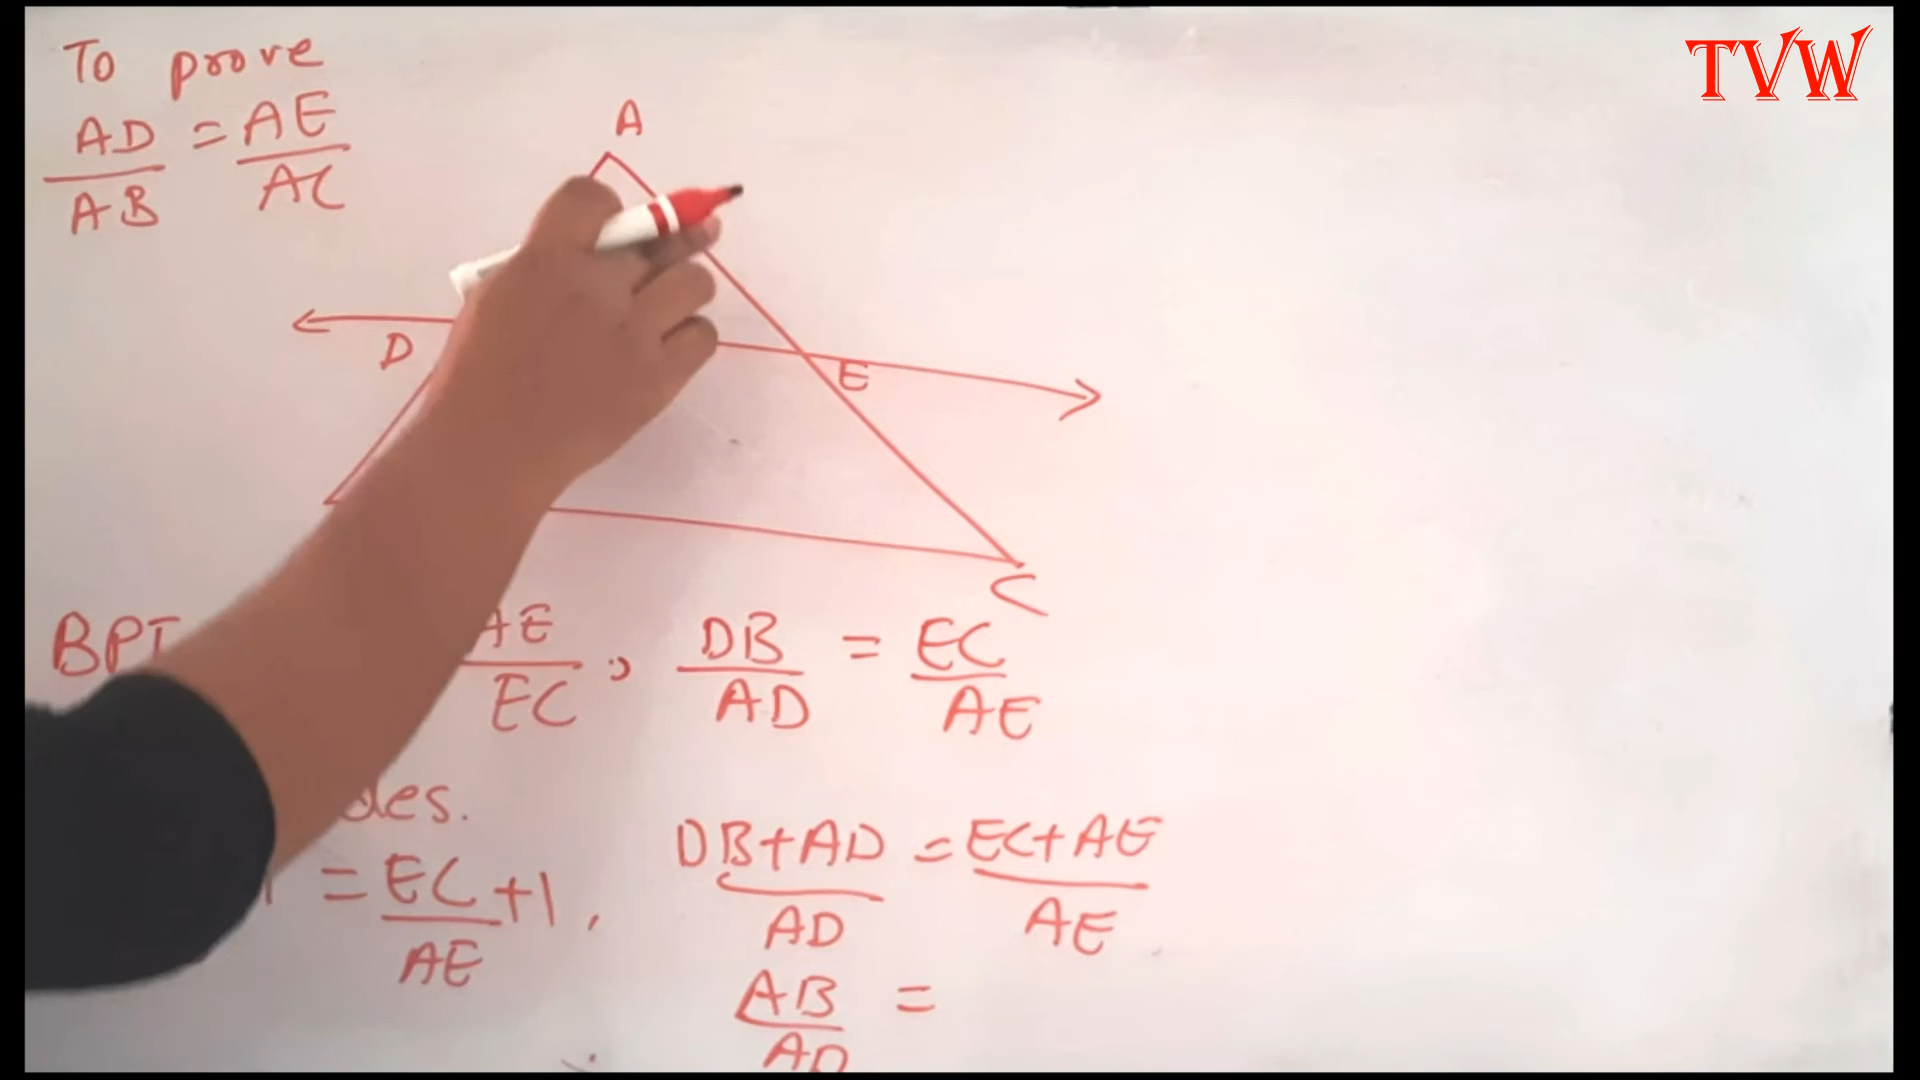 To prove
AD = AE
AB AC
TVW
A
D
E
C
BPT
AE , DB = EC
EC AD AE
des.
= EC +1 ,
AE
DB+AD = EC+AE
AD AE
AB =
AD